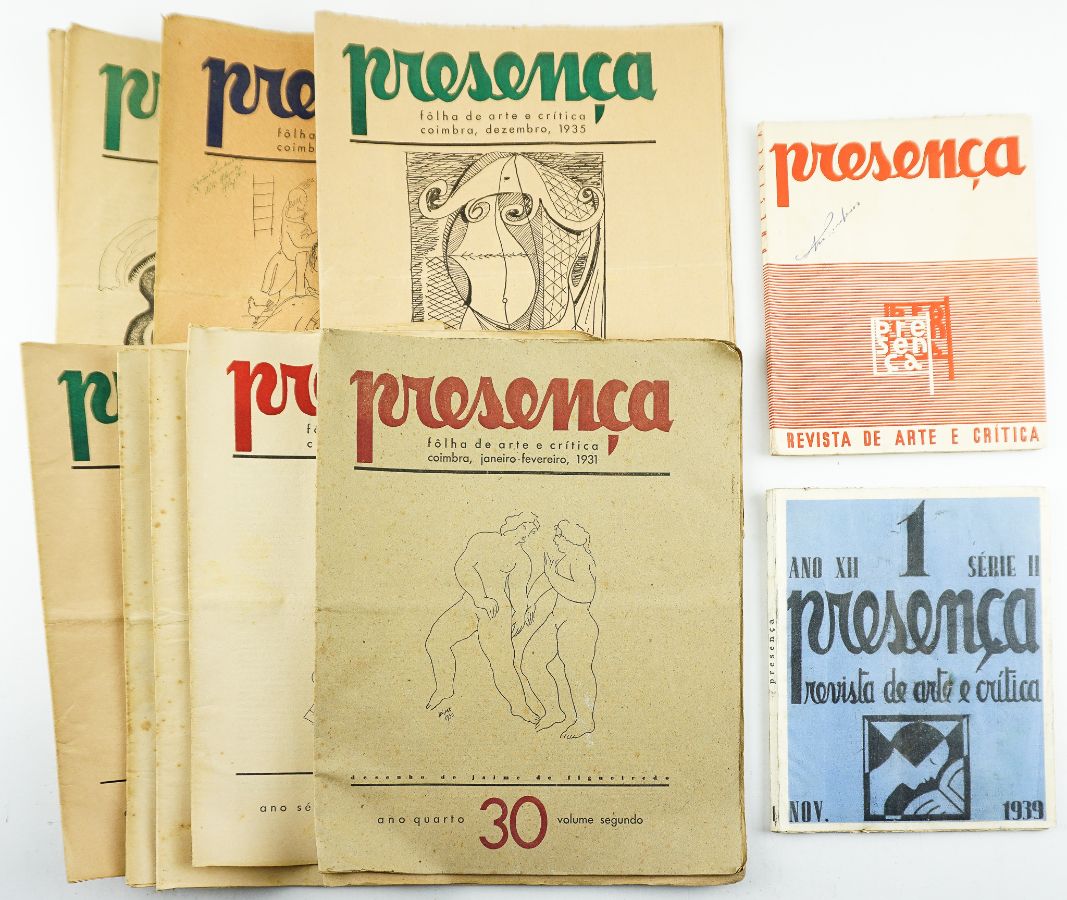 presença
fôlha de arte e crítica
coimbra, dezembro, 1935
presença
fôlha de arte e crítica
coimbra, janeiro-fevereiro, 1931
desenho de jaime de figueiredo
ano quarto 30 volume segundo
ano sé
presença
REVISTA DE ARTE E CRÍTICA
1
ANO XII SÉRIE II
presença
revista de arte e crítica
NOV. 1939
presença